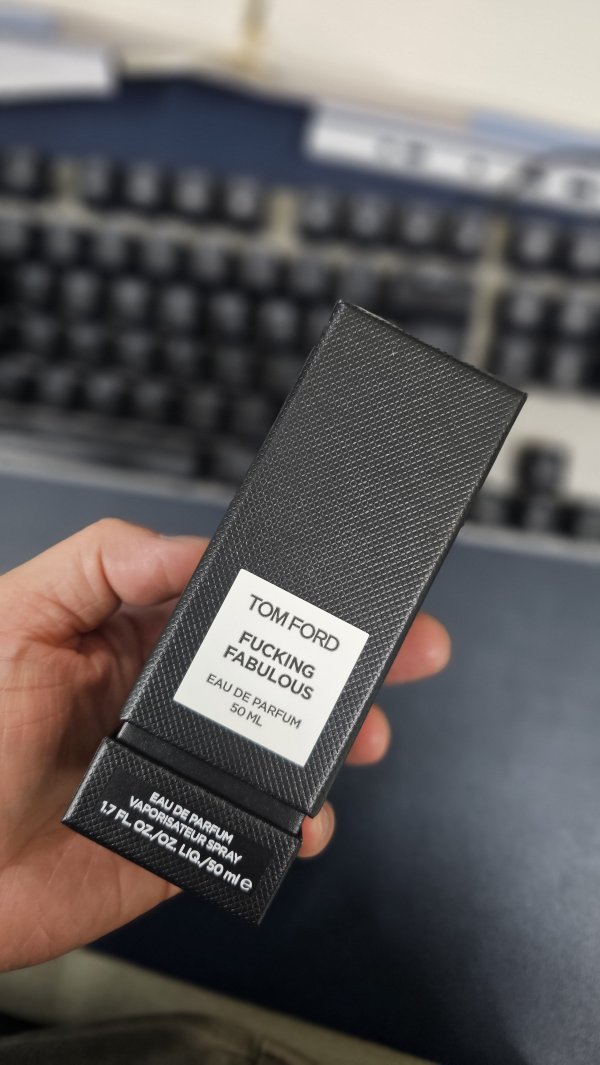 TOM FORD
FUCKING
FABULOUS
EAU DE PARFUM
50 ML
EAU DE PARFUM
VAPORISATEUR SPRAY
1.7 FL. OZ./OZ. LIQ./50 ml ℮